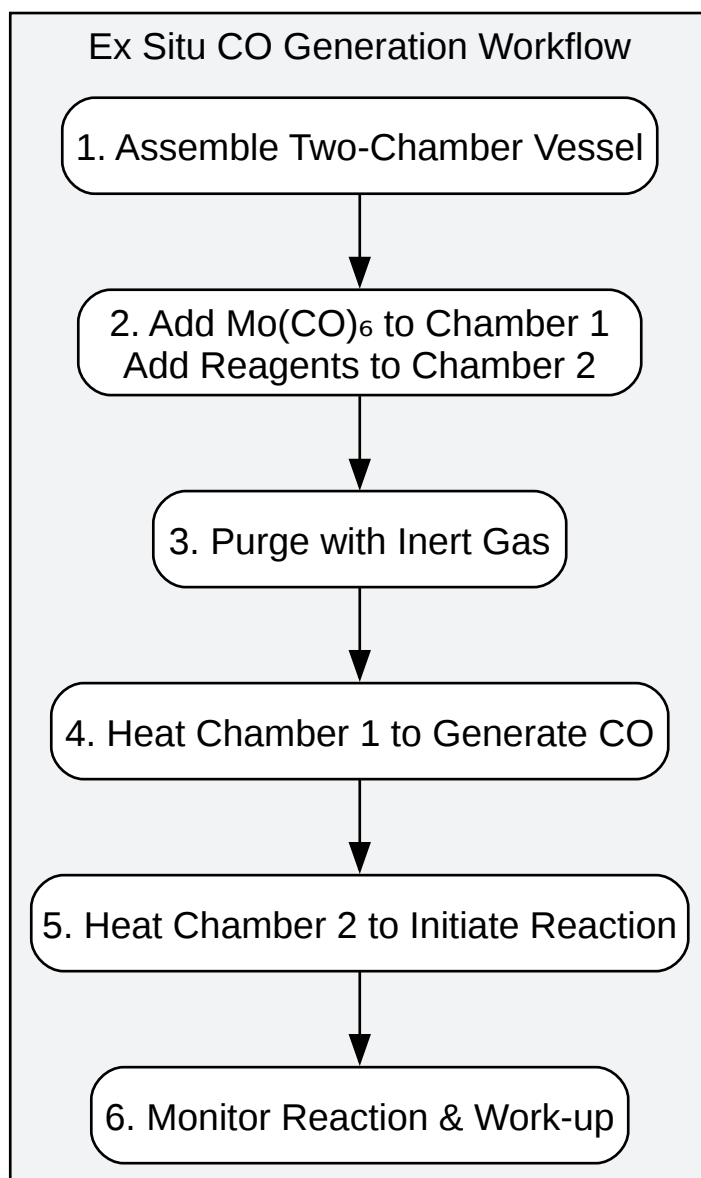 Ex Situ CO Generation Workflow
1. Assemble Two-Chamber Vessel
2. Add Mo(CO)₆ to Chamber 1
Add Reagents to Chamber 2
3. Purge with Inert Gas
4. Heat Chamber 1 to Generate CO
5. Heat Chamber 2 to Initiate Reaction
6. Monitor Reaction & Work-up